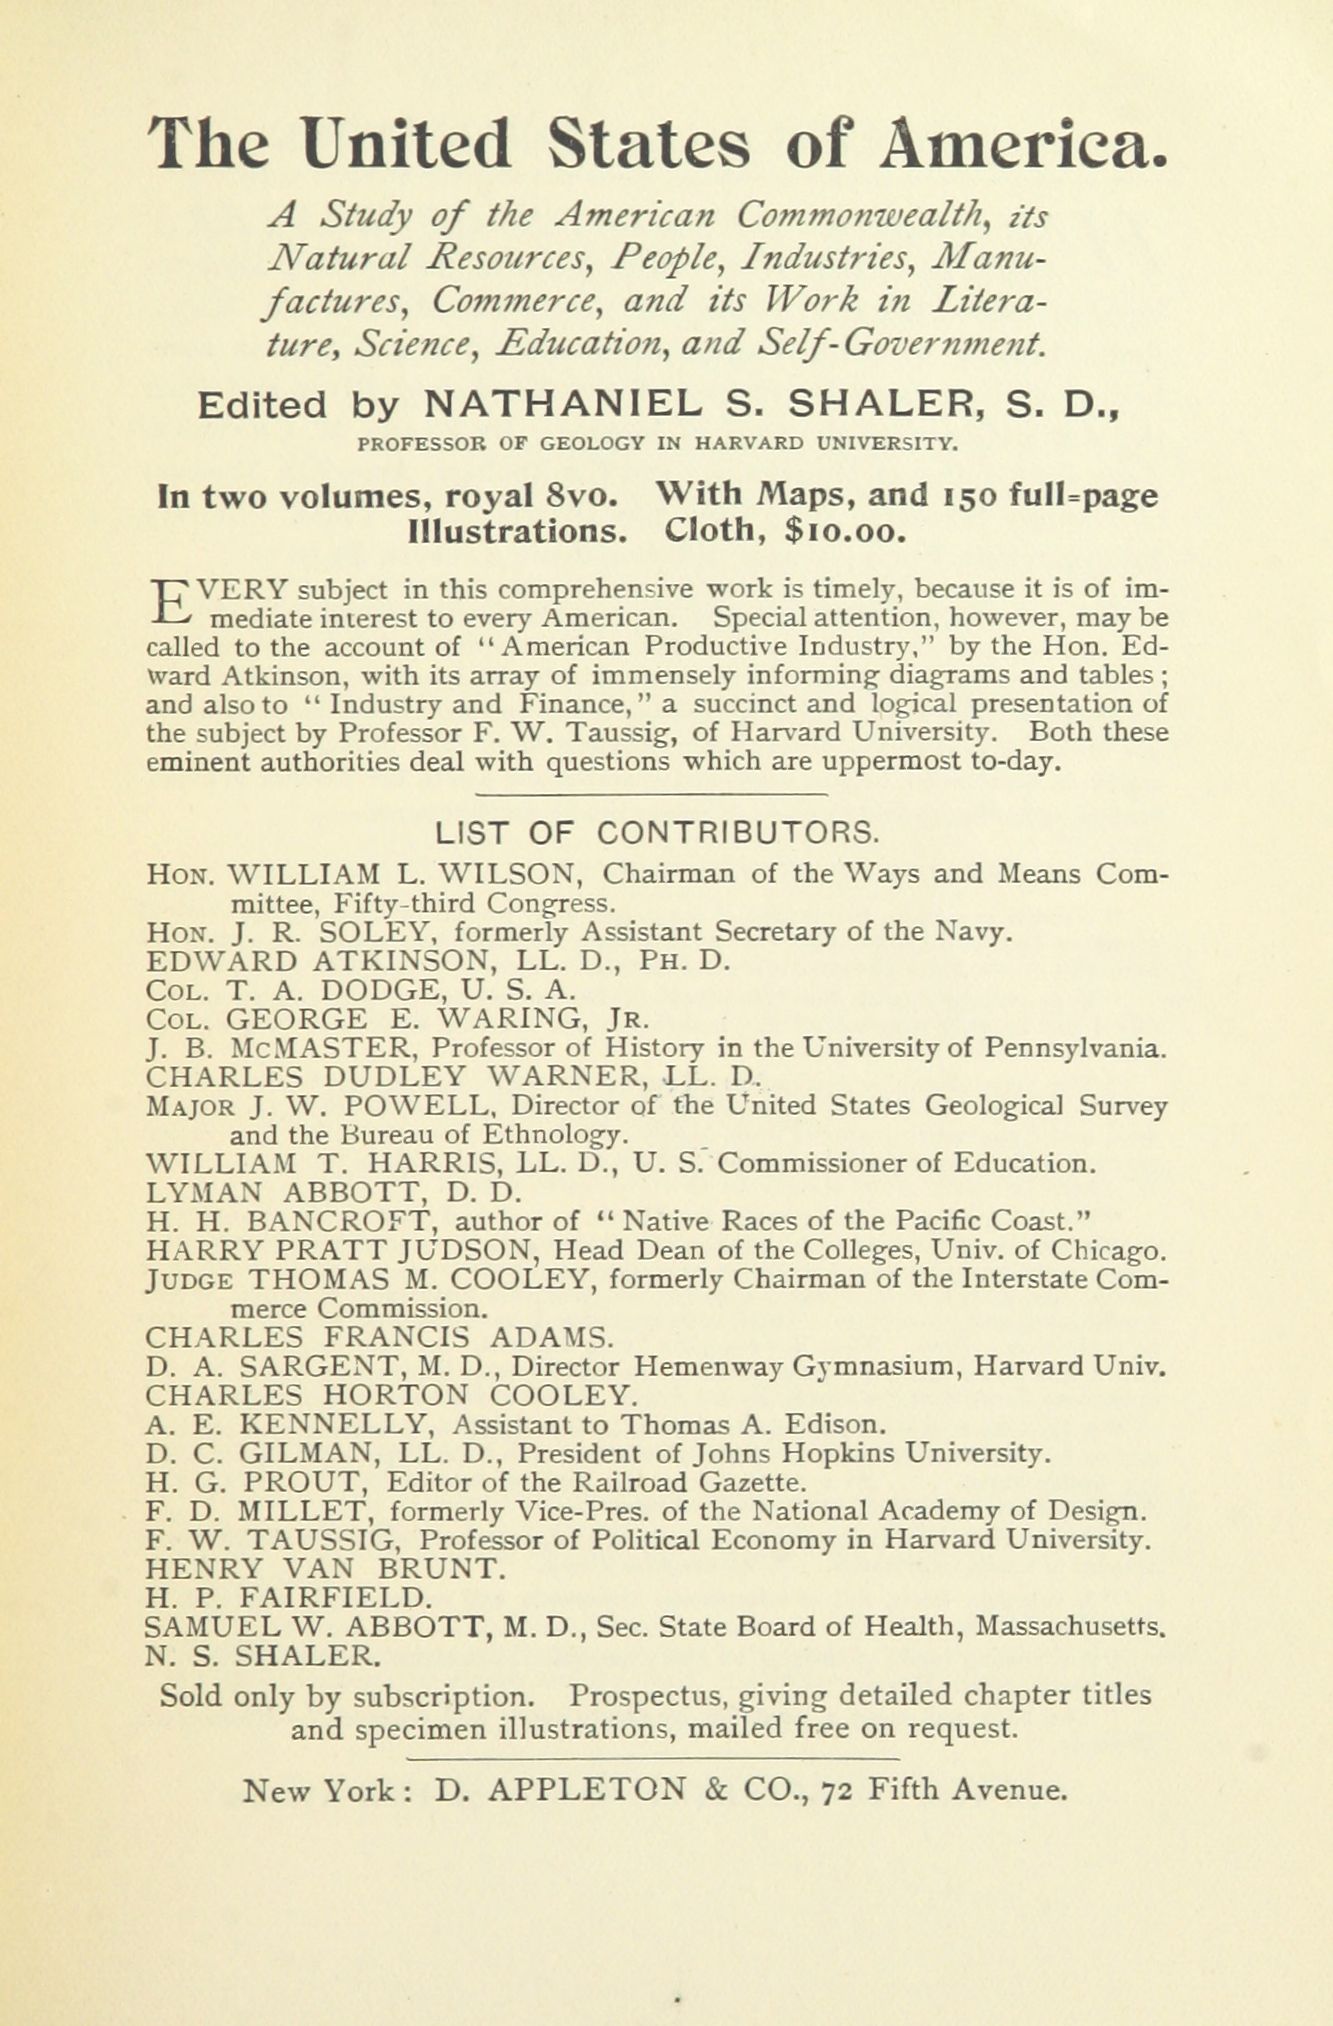 The United States of America.
A Study of the American Commonwealth, its
Natural Resources, People, Industries, Manu-
factures, Commerce, and its Work in Litera-
ture, Science, Education, and Self-Government.
Edited by NATHANIEL S. SHALER, S. D.,
PROFESSOR OF GEOLOGY IN HARVARD UNIVERSITY.
In two volumes, royal 8vo. With Maps, and 150 full=page
Illustrations. Cloth, $10.00.
EVERY subject in this comprehensive work is timely, because it is of im-
mediate interest to every American. Special attention, however, may be
called to the account of “American Productive Industry,” by the Hon. Ed-
ward Atkinson, with its array of immensely informing diagrams and tables;
and also to “Industry and Finance,” a succinct and logical presentation of
the subject by Professor F. W. Taussig, of Harvard University. Both these
eminent authorities deal with questions which are uppermost to-day.
LIST OF CONTRIBUTORS.
HON. WILLIAM L. WILSON, Chairman of the Ways and Means Com-
mittee, Fifty-third Congress.
HON. J. R. SOLEY, formerly Assistant Secretary of the Navy.
EDWARD ATKINSON, LL. D., PH. D.
COL. T. A. DODGE, U. S. A.
COL. GEORGE E. WARING, JR.
J. B. McMASTER, Professor of History in the University of Pennsylvania.
CHARLES DUDLEY WARNER, LL. D.
MAJOR J. W. POWELL, Director of the United States Geological Survey
and the Bureau of Ethnology.
WILLIAM T. HARRIS, LL. D., U. S. Commissioner of Education.
LYMAN ABBOTT, D. D.
H. H. BANCROFT, author of “Native Races of the Pacific Coast.”
HARRY PRATT JUDSON, Head Dean of the Colleges, Univ. of Chicago.
JUDGE THOMAS M. COOLEY, formerly Chairman of the Interstate Com-
merce Commission.
CHARLES FRANCIS ADAMS.
D. A. SARGENT, M. D., Director Hemenway Gymnasium, Harvard Univ.
CHARLES HORTON COOLEY.
A. E. KENNELLY, Assistant to Thomas A. Edison.
D. C. GILMAN, LL. D., President of Johns Hopkins University.
H. G. PROUT, Editor of the Railroad Gazette.
F. D. MILLET, formerly Vice-Pres. of the National Academy of Design.
F. W. TAUSSIG, Professor of Political Economy in Harvard University.
HENRY VAN BRUNT.
H. P. FAIRFIELD.
SAMUEL W. ABBOTT, M. D., Sec. State Board of Health, Massachusetts.
N. S. SHALER.
Sold only by subscription. Prospectus, giving detailed chapter titles
and specimen illustrations, mailed free on request.
New York: D. APPLETON & CO., 72 Fifth Avenue.